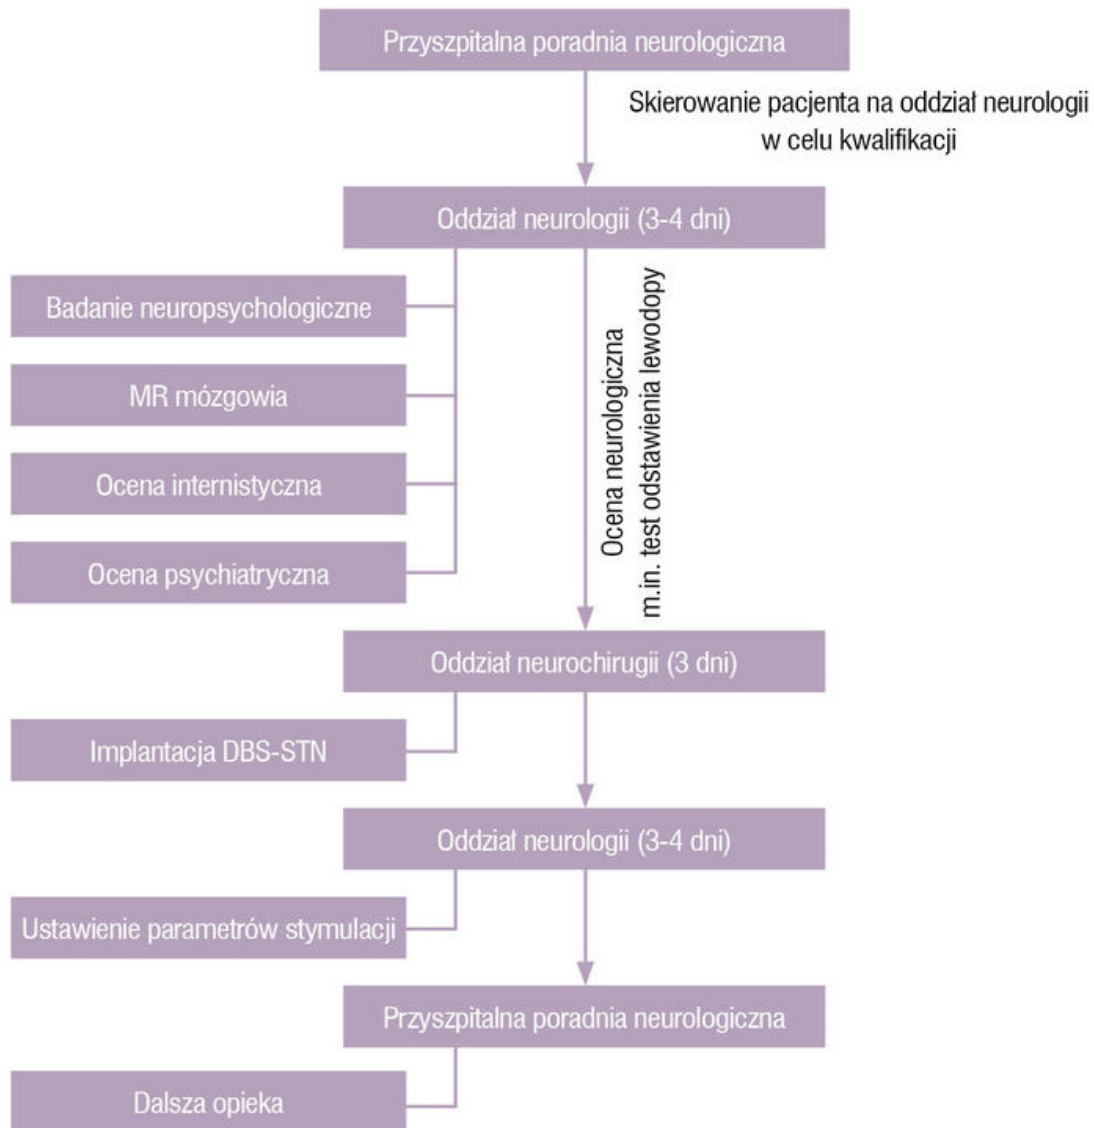 Przyszpitalna poradnia neurologiczna
Skierowanie pacjenta na oddział neurologii
w celu kwalifikacji
Oddział neurologii (3-4 dni)
Badanie neuropsychologiczne
MR mózgowia
Ocena internistyczna
Ocena psychiatryczna
Ocena neurologiczna
m.in. test odstawienia lewodopy
Oddział neurochirugii (3 dni)
Implantacja DBS-STN
Oddział neurologii (3-4 dni)
Ustawienie parametrów stymulacji
Przyszpitalna poradnia neurologiczna
Dalsza opieka